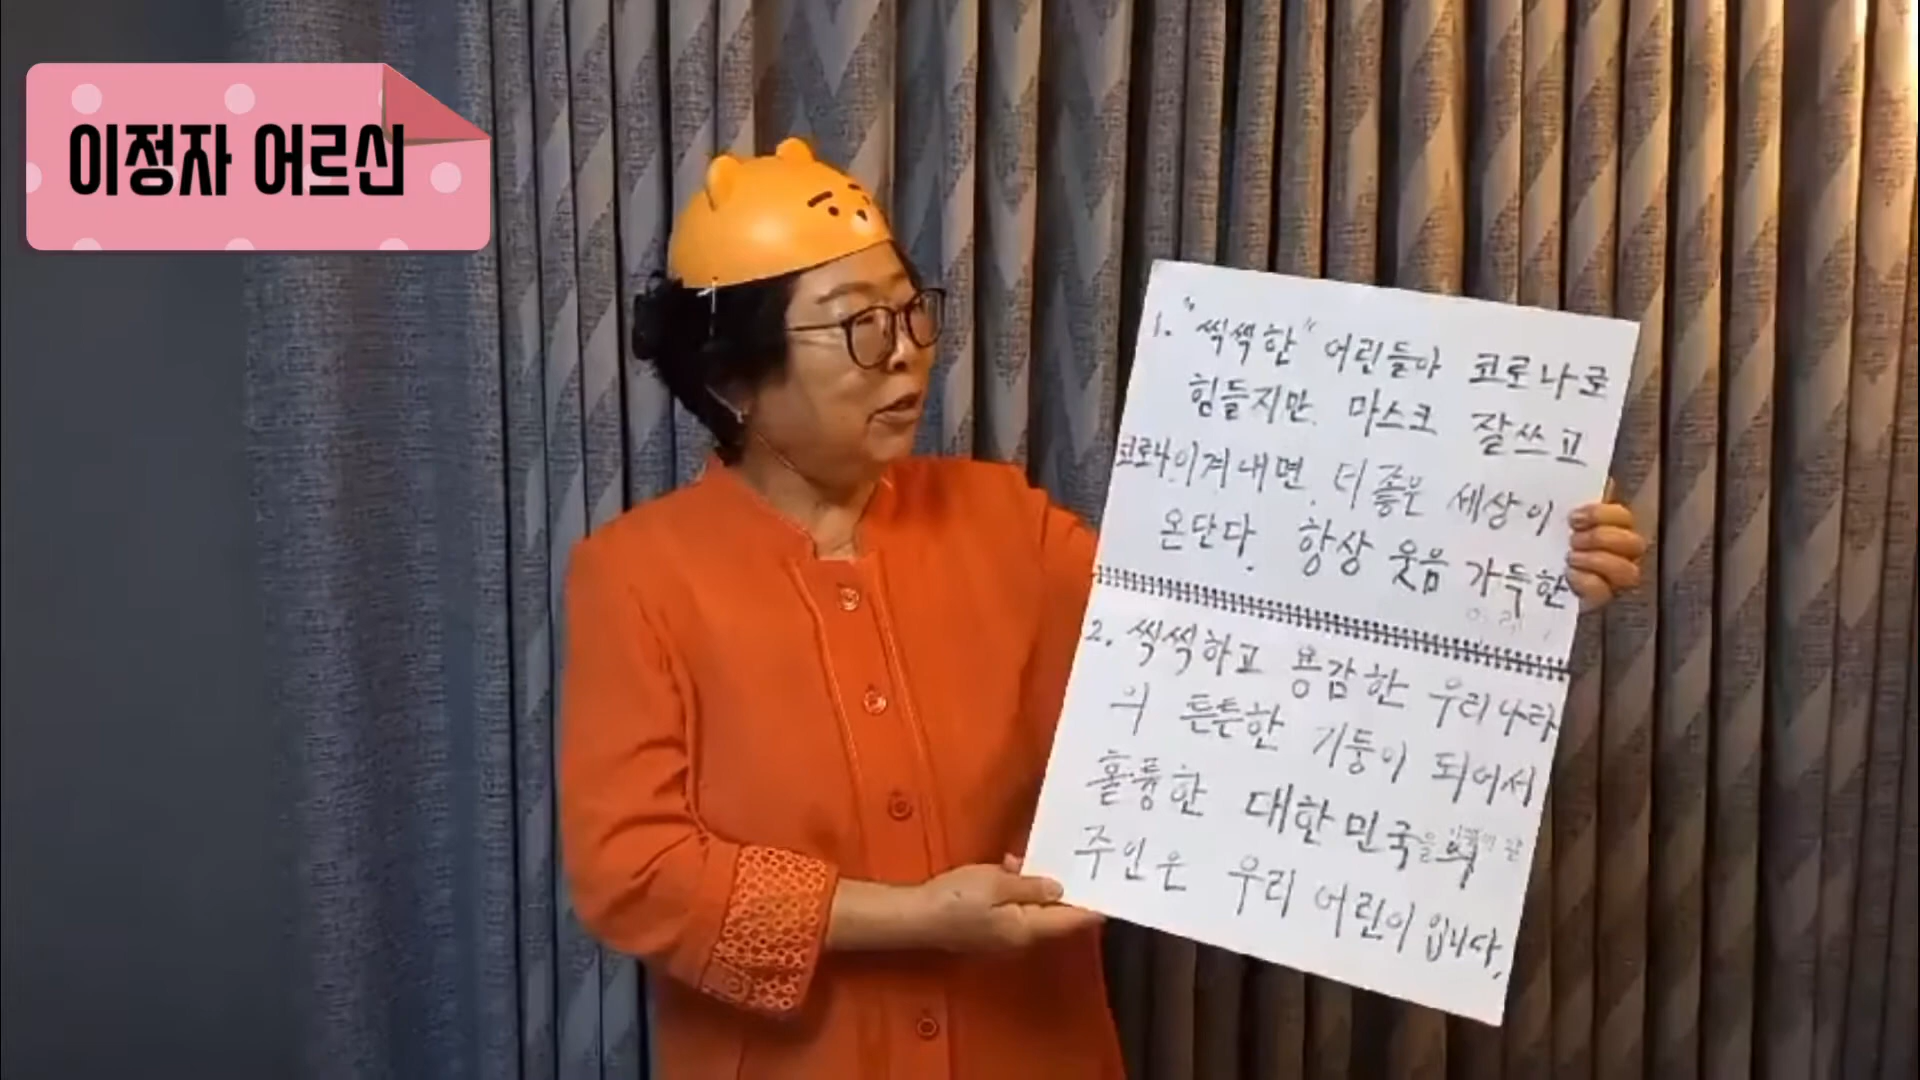 이정자 어르신
1. "씩씩한" 어린들아 코로나로
힘들지만. 마스크 잘쓰고
코로나이겨내면. 더 좋은 세상이
온단다. 항상 웃음 가득한
2. 씩씩하고 용감한 우리나라
의 튼튼한 기둥이 되어서
훌륭한 대한민국을
주인은 우리 어린이 입니다.